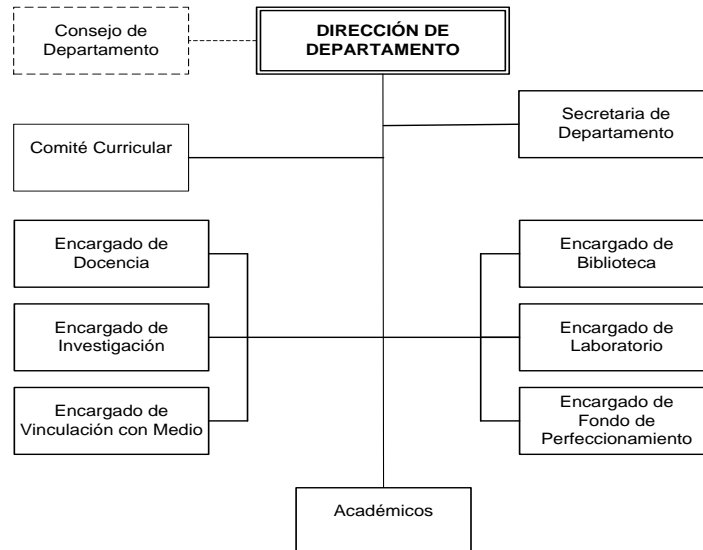 Consejo de
Departamento
DIRECCIÓN DE
DEPARTAMENTO
Secretaria de
Departamento
Comité Curricular
Encargado de
Docencia
Encargado de
Biblioteca
Encargado de
Investigación
Encargado de
Laboratorio
Encargado de
Vinculación con Medio
Encargado de
Fondo de
Perfeccionamiento
Académicos